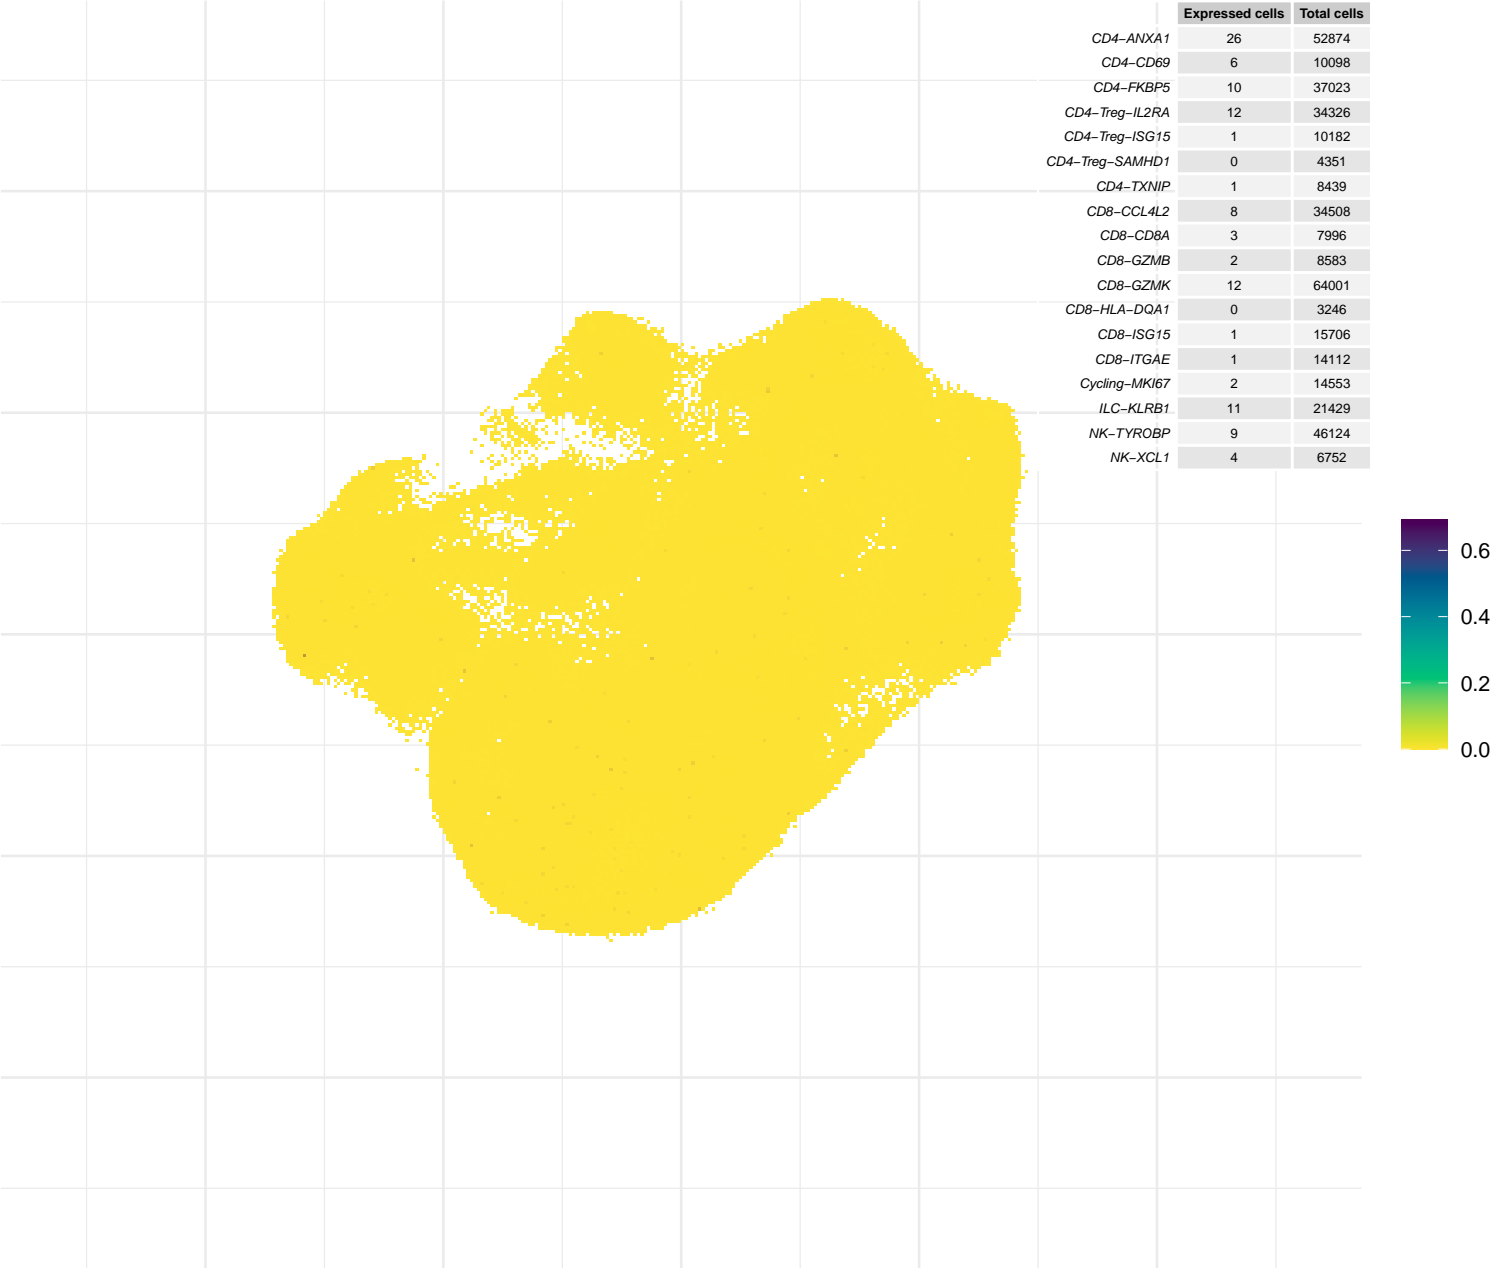 Expressed cells Total cells
CD4−ANXA1 26 52874
CD4−CD69 6 10098
CD4−FKBP5 10 37023
CD4−Treg−IL2RA 12 34326
CD4−Treg−ISG15 1 10182
CD4−Treg−SAMHD1 0 4351
CD4−TXNIP 1 8439
CD8−CCL4L2 8 34508
CD8−CD8A 3 7996
CD8−GZMB 2 8583
CD8−GZMK 12 64001
CD8−HLA−DQA1 0 3246
CD8−ISG15 1 15706
CD8−ITGAE 1 14112
Cycling−MKI67 2 14553
ILC−KLRB1 11 21429
NK−TYROBP 9 46124
NK−XCL1 4 6752
0.6
0.4
0.2
0.0